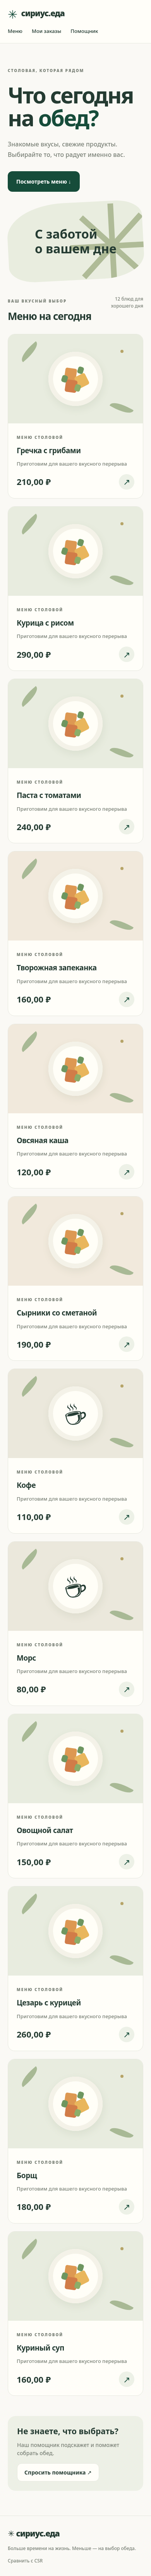 сириус.еда
Меню Мои заказы Помощник
СТОЛОВАЯ, КОТОРАЯ РЯДОМ
Что сегодня
на обед?
Знакомые вкусы, свежие продукты.
Выбирайте то, что радует именно вас.
Посмотреть меню ↓
С заботой
о вашем дне
ВАШ ВКУСНЫЙ ВЫБОР
Меню на сегодня
12 блюд для
хорошего дня
МЕНЮ СТОЛОВОЙ
Гречка с грибами
Приготовим для вашего вкусного перерыва
210,00 ₽ ↗
МЕНЮ СТОЛОВОЙ
Курица с рисом
Приготовим для вашего вкусного перерыва
290,00 ₽ ↗
МЕНЮ СТОЛОВОЙ
Паста с томатами
Приготовим для вашего вкусного перерыва
240,00 ₽ ↗
МЕНЮ СТОЛОВОЙ
Творожная запеканка
Приготовим для вашего вкусного перерыва
160,00 ₽ ↗
МЕНЮ СТОЛОВОЙ
Овсяная каша
Приготовим для вашего вкусного перерыва
120,00 ₽ ↗
МЕНЮ СТОЛОВОЙ
Сырники со сметаной
Приготовим для вашего вкусного перерыва
190,00 ₽ ↗
МЕНЮ СТОЛОВОЙ
Кофе
Приготовим для вашего вкусного перерыва
110,00 ₽ ↗
МЕНЮ СТОЛОВОЙ
Морс
Приготовим для вашего вкусного перерыва
80,00 ₽ ↗
МЕНЮ СТОЛОВОЙ
Овощной салат
Приготовим для вашего вкусного перерыва
150,00 ₽ ↗
МЕНЮ СТОЛОВОЙ
Цезарь с курицей
Приготовим для вашего вкусного перерыва
260,00 ₽ ↗
МЕНЮ СТОЛОВОЙ
Борщ
Приготовим для вашего вкусного перерыва
180,00 ₽ ↗
МЕНЮ СТОЛОВОЙ
Куриный суп
Приготовим для вашего вкусного перерыва
160,00 ₽ ↗
Не знаете, что выбрать?
Наш помощник подскажет и поможет
собрать обед.
Спросить помощника ↗
сириус.еда
Больше времени на жизнь. Меньше — на выбор обеда.
Сравнить с CSR